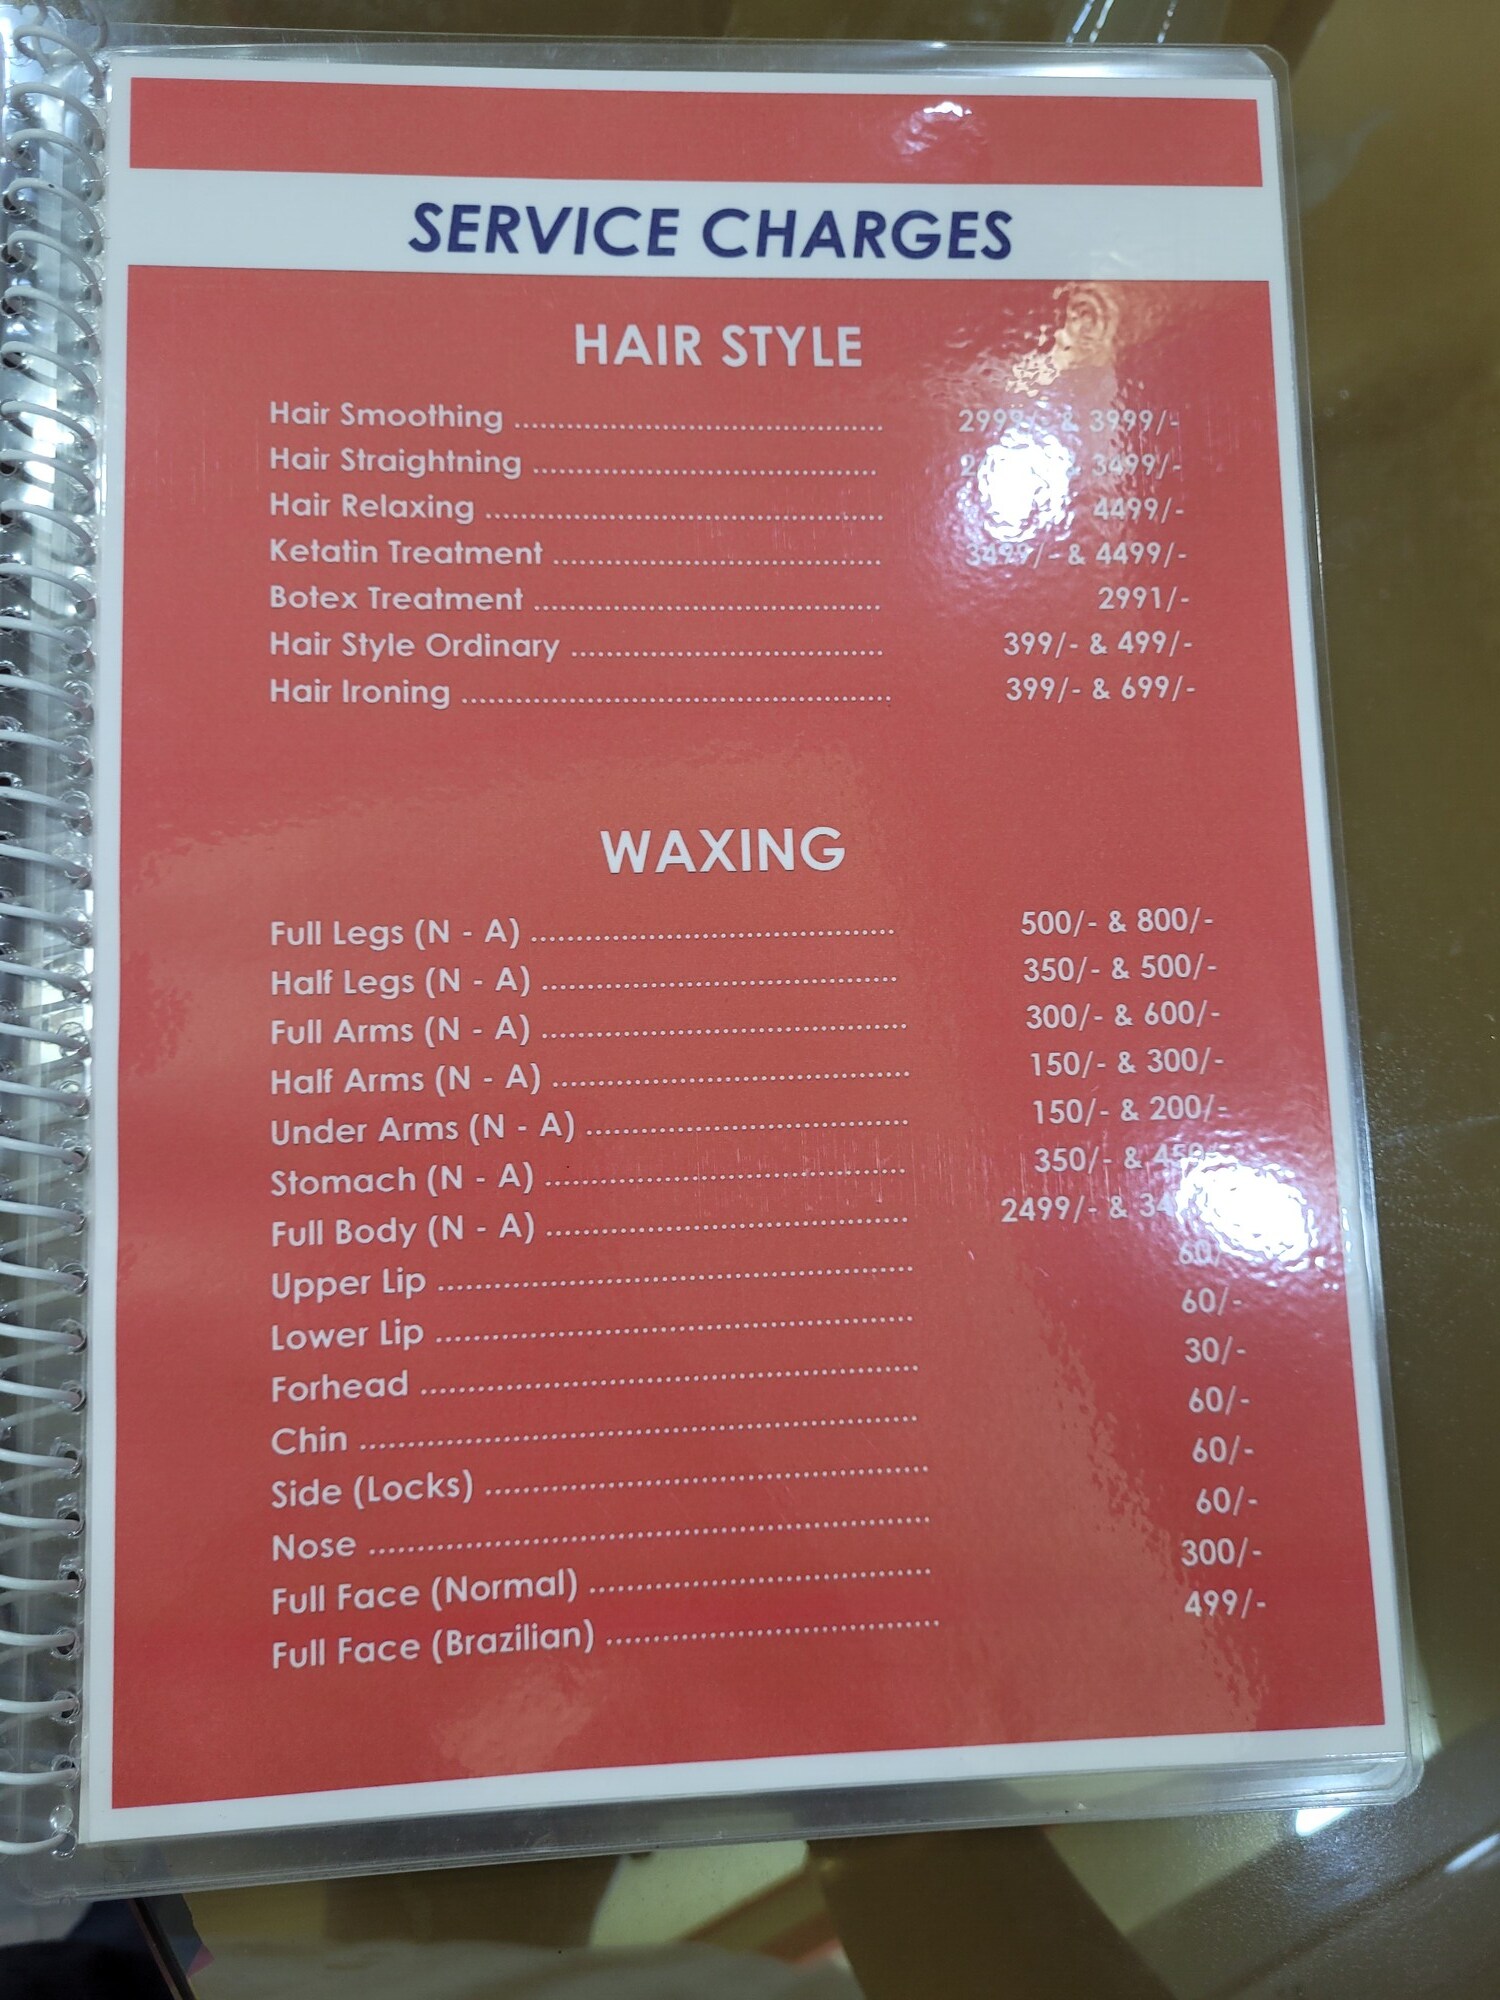 SERVICE CHARGES
HAIR STYLE
Hair Smoothing ........................................ 2999/- & 3999/-
Hair Straightning ........................................ 3499/-
Hair Relaxing ........................................ 4499/-
Ketatin Treatment ........................................ 3499/- & 4499/-
Botex Treatment ........................................ 2991/-
Hair Style Ordinary ........................................ 399/- & 499/-
Hair Ironing ........................................ 399/- & 699/-
WAXING
Full Legs (N - A) ........................................ 500/- & 800/-
Half Legs (N - A) ........................................ 350/- & 500/-
Full Arms (N - A) ........................................ 300/- & 600/-
Half Arms (N - A) ........................................ 150/- & 300/-
Under Arms (N - A) ........................................ 150/- & 200/-
Stomach (N - A) ........................................ 350/- & 450/-
Full Body (N - A) ........................................ 2499/- &
Upper Lip ........................................ 60/-
Lower Lip ........................................ 60/-
Forhead ........................................ 30/-
Chin ........................................ 60/-
Side (Locks) ........................................ 60/-
Nose ........................................ 60/-
Full Face (Normal) ........................................ 300/-
Full Face (Brazilian) ........................................ 499/-